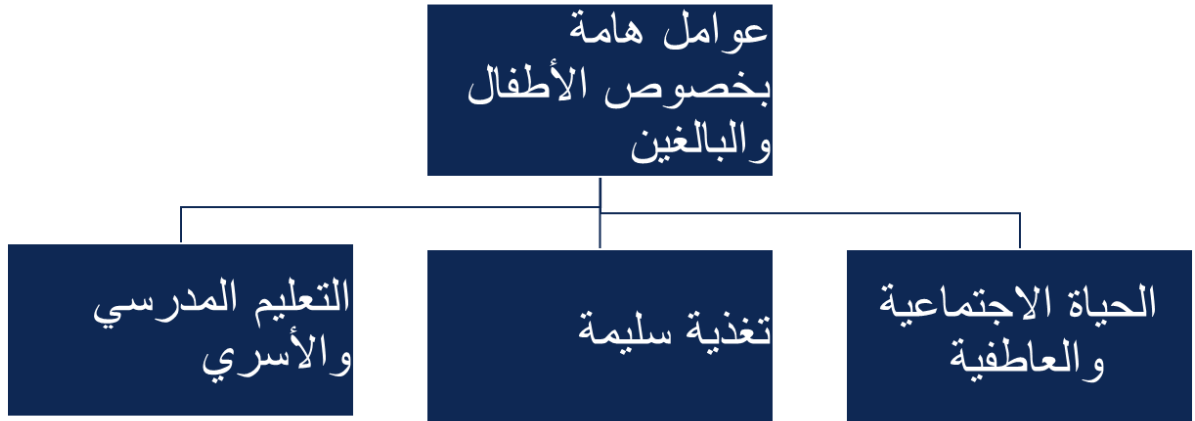 عوامل هامة
بخصوص الأطفال
والبالغين
الحياة الاجتماعية
والعاطفية
تغذية سليمة
التعليم المدرسي
والأسري